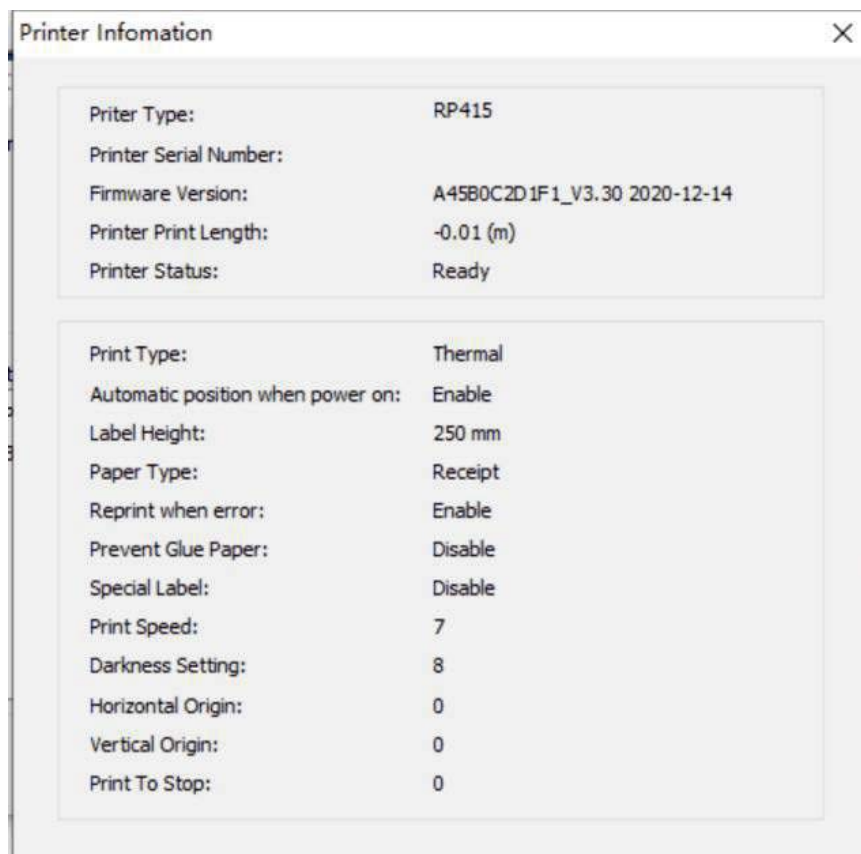 Printer Infomation
Priter Type: RP415
Printer Serial Number:
Firmware Version: A45B0C2D1F1_V3.30 2020-12-14
Printer Print Length: -0.01 (m)
Printer Status: Ready
Print Type: Thermal
Automatic position when power on: Enable
Label Height: 250 mm
Paper Type: Receipt
Reprint when error: Enable
Prevent Glue Paper: Disable
Special Label: Disable
Print Speed: 7
Darkness Setting: 8
Horizontal Origin: 0
Vertical Origin: 0
Print To Stop: 0